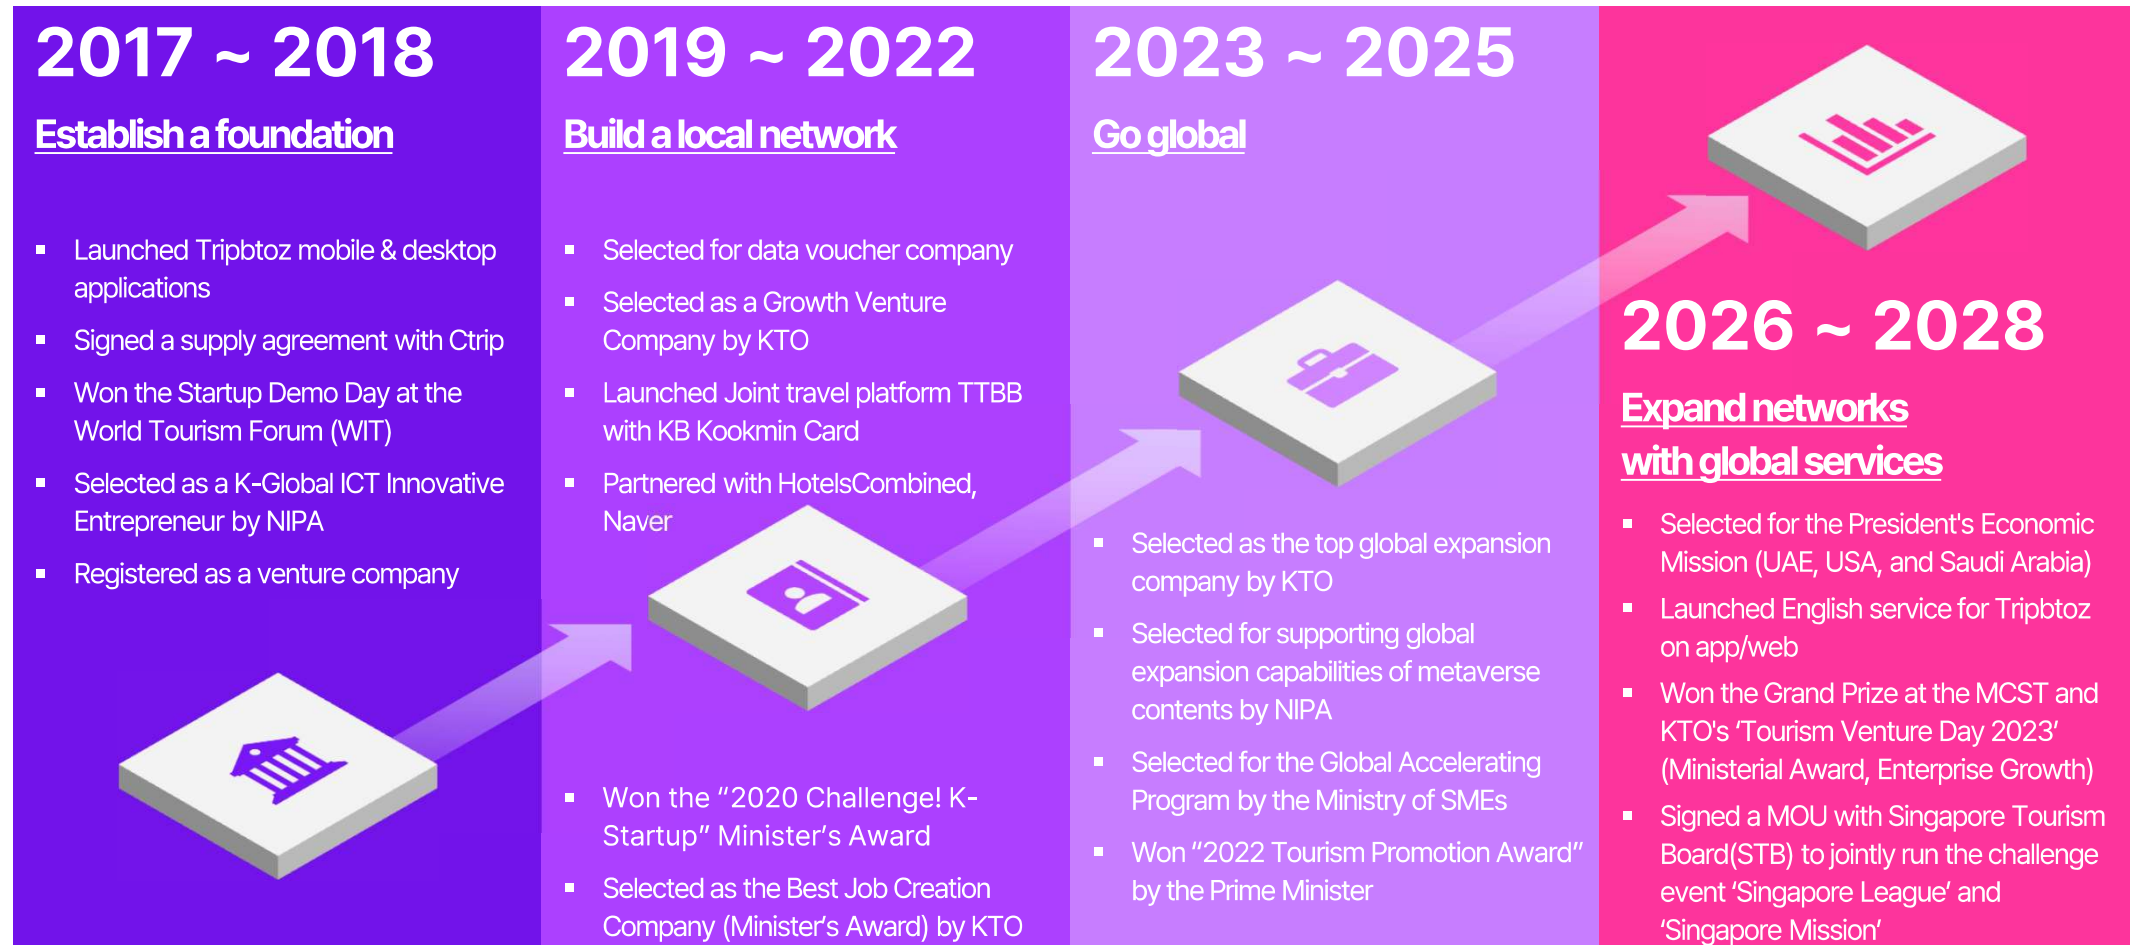 2017 ~ 2018
Establish a foundation
Launched Tripbtoz mobile & desktop
applications
Signed a supply agreement with Ctrip
Won the Startup Demo Day at the
World Tourism Forum (WIT)
Selected as a K-Global ICT Innovative
Entrepreneur by NIPA
Registered as a venture company
2019 ~ 2022
Build a local network
Selected for data voucher company
Selected as a Growth Venture
Company by KTO
Launched Joint travel platform TTBB
with KB Kookmin Card
Partnered with HotelsCombined,
Naver
Won the “2020 Challenge! K-
Startup” Minister’s Award
Selected as the Best Job Creation
Company (Minister’s Award) by KTO
2023 ~ 2025
Go global
Selected as the top global expansion
company by KTO
Selected for supporting global
expansion capabilities of metaverse
contents by NIPA
Selected for the Global Accelerating
Program by the Ministry of SMEs
Won “2022 Tourism Promotion Award”
by the Prime Minister
2026 ~ 2028
Expand networks
with global services
Selected for the President's Economic
Mission (UAE, USA, and Saudi Arabia)
Launched English service for Tripbtoz
on app/web
Won the Grand Prize at the MCST and
KTO's ‘Tourism Venture Day 2023’
(Ministerial Award, Enterprise Growth)
Signed a MOU with Singapore Tourism
Board(STB) to jointly run the challenge
event ‘Singapore League’ and
‘Singapore Mission’